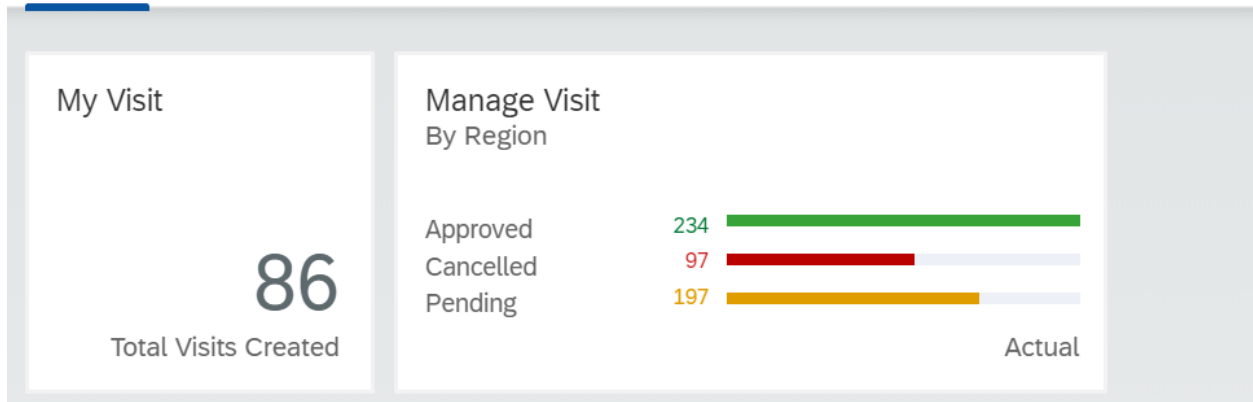 My Visit
86
Total Visits Created
Manage Visit
By Region
Approved 234
Cancelled 97
Pending 197
Actual